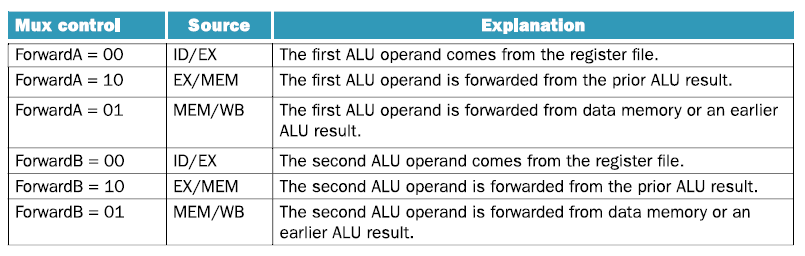 Mux control Source Explanation
ForwardA = 00 ID/EX The first ALU operand comes from the register file.
ForwardA = 10 EX/MEM The first ALU operand is forwarded from the prior ALU result.
ForwardA = 01 MEM/WB The first ALU operand is forwarded from data memory or an earlier
ALU result.
ForwardB = 00 ID/EX The second ALU operand comes from the register file.
ForwardB = 10 EX/MEM The second ALU operand is forwarded from the prior ALU result.
ForwardB = 01 MEM/WB The second ALU operand is forwarded from data memory or an
earlier ALU result.